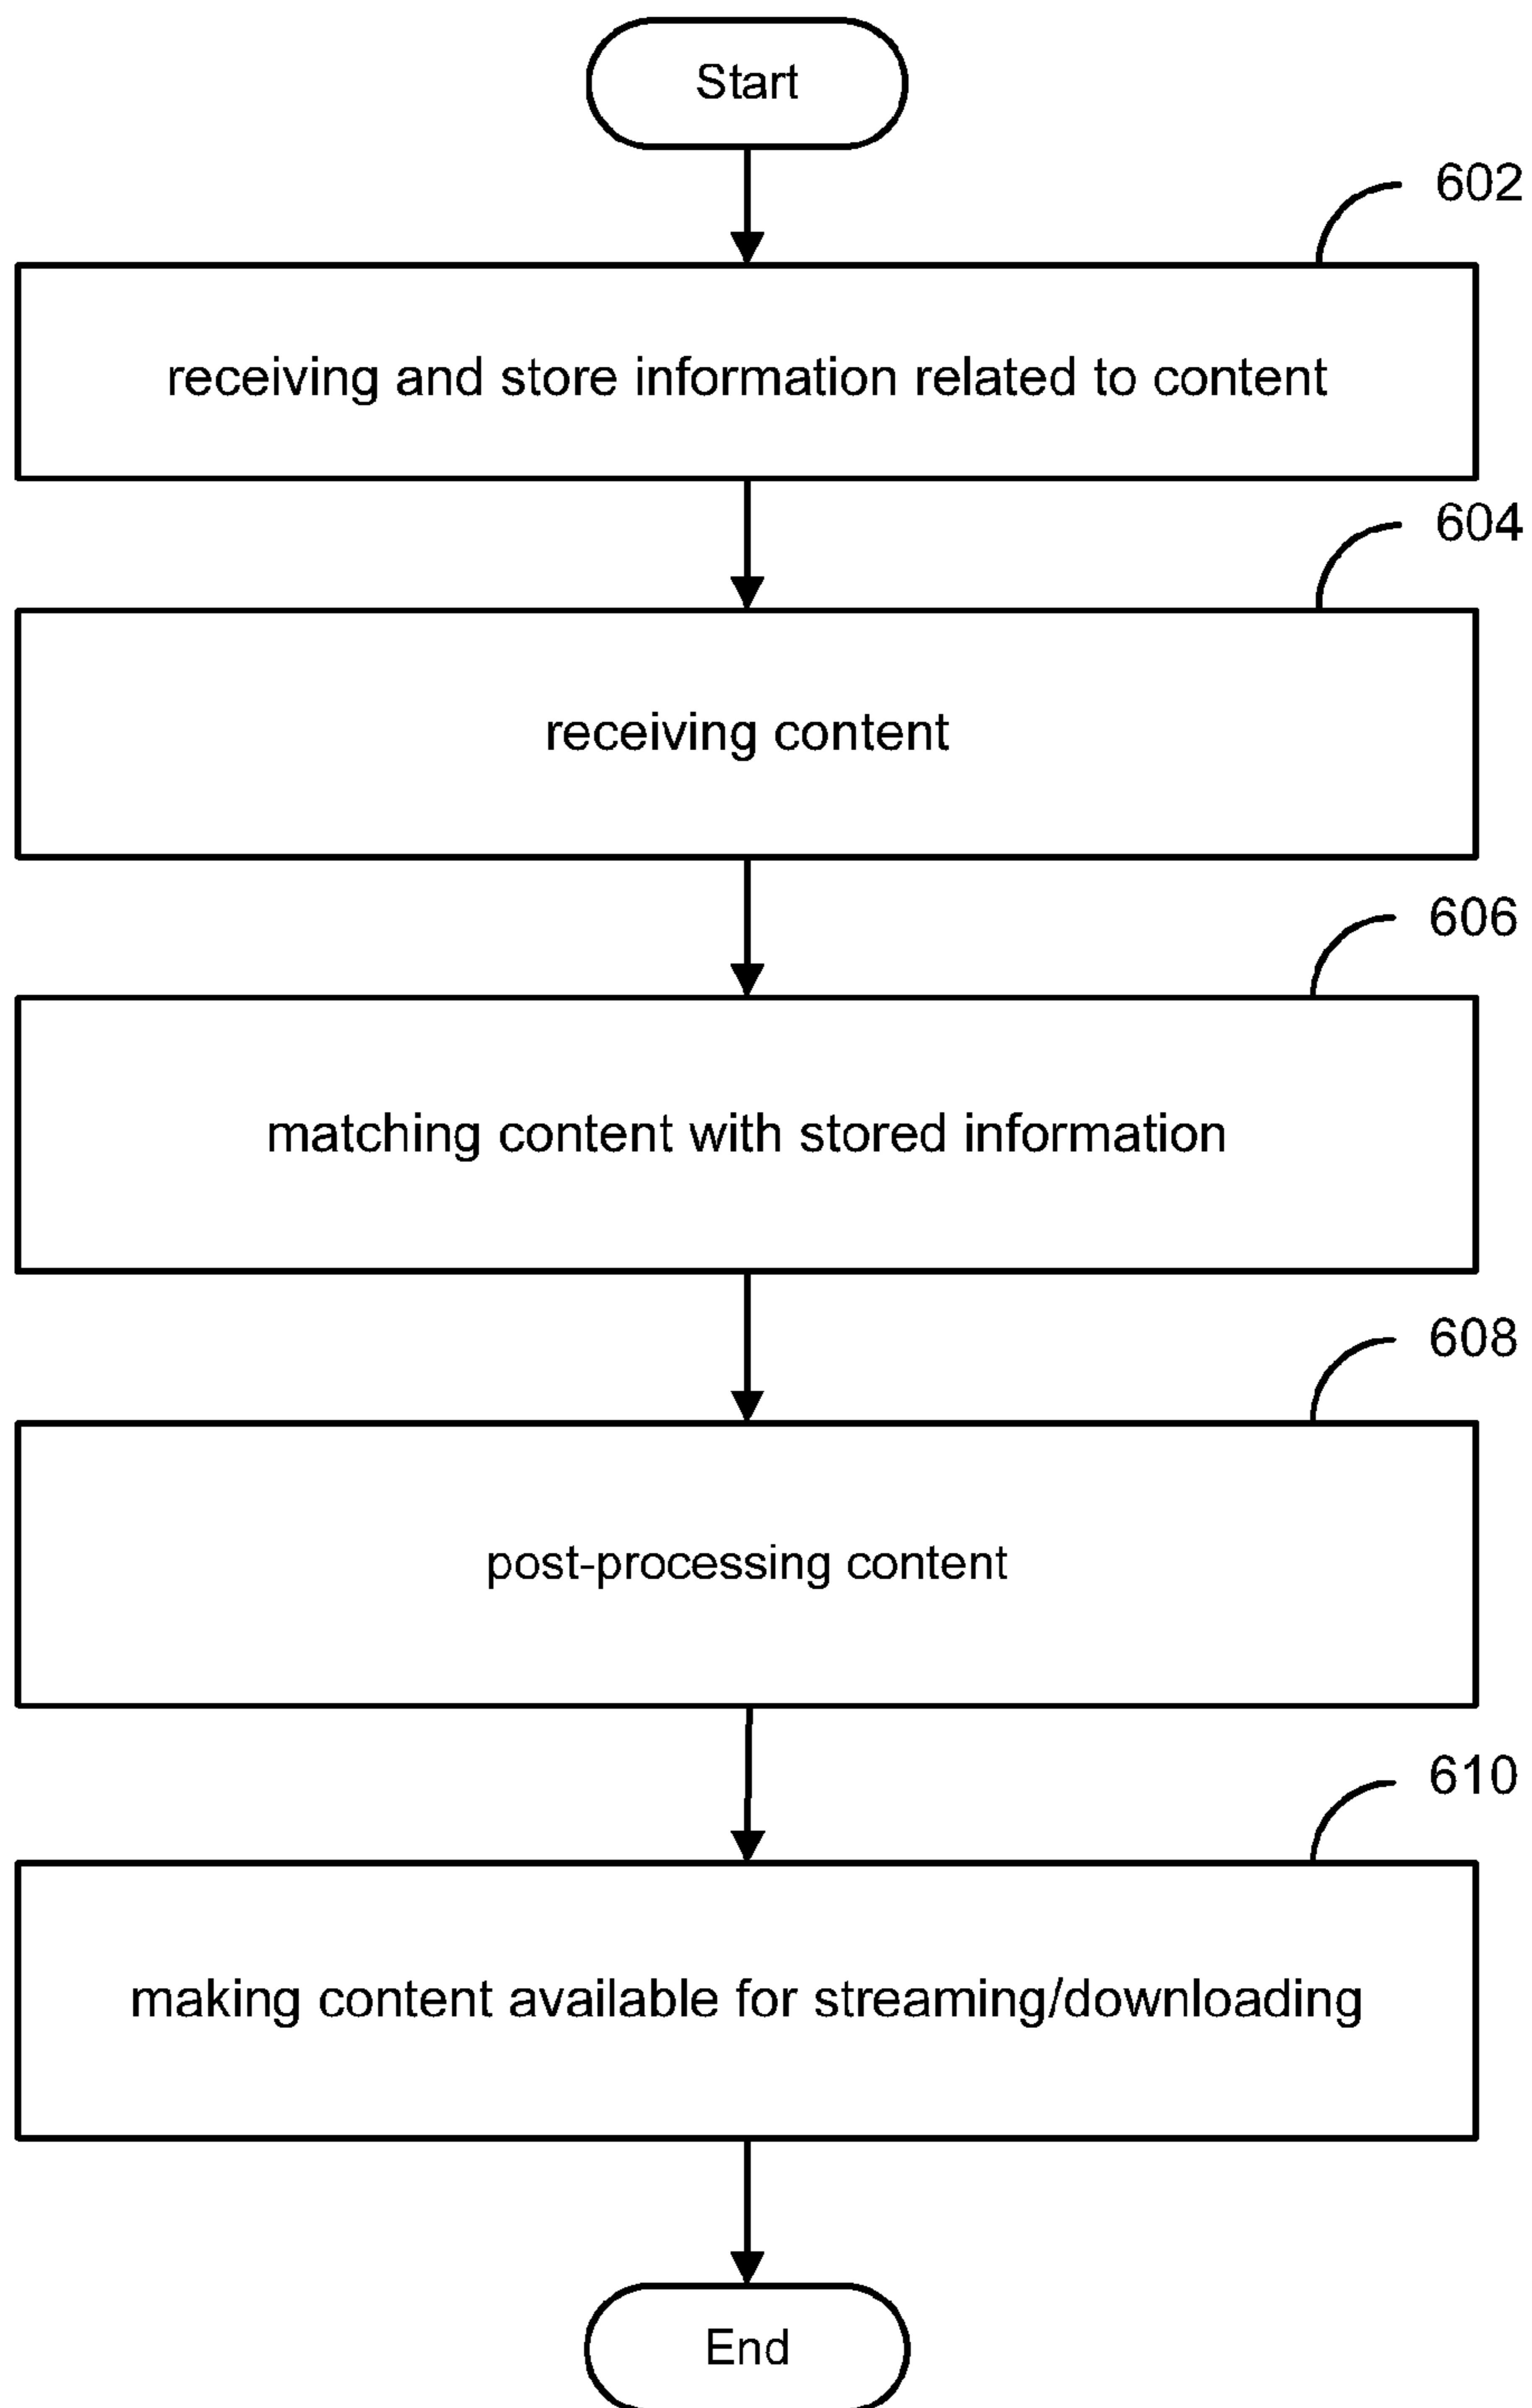 Start
602
receiving and store information related to content
604
receiving content
606
matching content with stored information
608
post-processing content
610
making content available for streaming/downloading
End